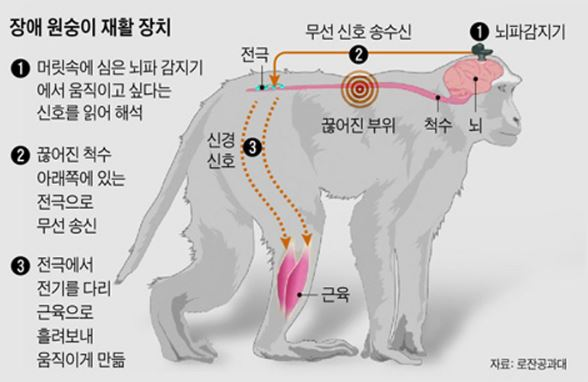 장애 원숭이 재활 장치
❶ 머릿속에 심은 뇌파 감지기
에서 움직이고 싶다는
신호를 읽어 해석
❷ 끊어진 척수
아래쪽에 있는
전극으로
무선 송신
❸ 전극에서
전기를 다리
근육으로
흘려보내
움직이게 만듦
무선 신호 송수신
❷
❶ 뇌파감지기
전극
끊어진 부위
척수
뇌
신경
신호
❸
근육
자료: 로잔공과대